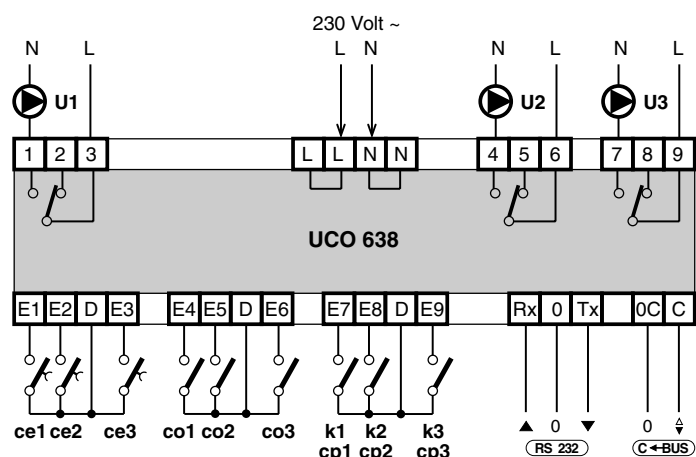 230 Volt ~
N L L N N L N L
U1 U2 U3
1 2 3 L L N N 4 5 6 7 8 9
UCO 638
E1 E2 D E3 E4 E5 D E6 E7 E8 D E9 Rx 0 Tx 0C C
ce1 ce2 ce3 co1 co2 co3 k1 k2 k3 0 0
cp1 cp2 cp3 RS 232 C BUS